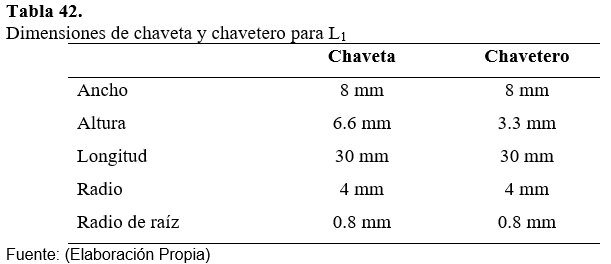 Tabla 42.
Dimensiones de chaveta y chavetero para L₁
Chaveta Chavetero
Ancho 8 mm 8 mm
Altura 6.6 mm 3.3 mm
Longitud 30 mm 30 mm
Radio 4 mm 4 mm
Radio de raíz 0.8 mm 0.8 mm
Fuente: (Elaboración Propia)